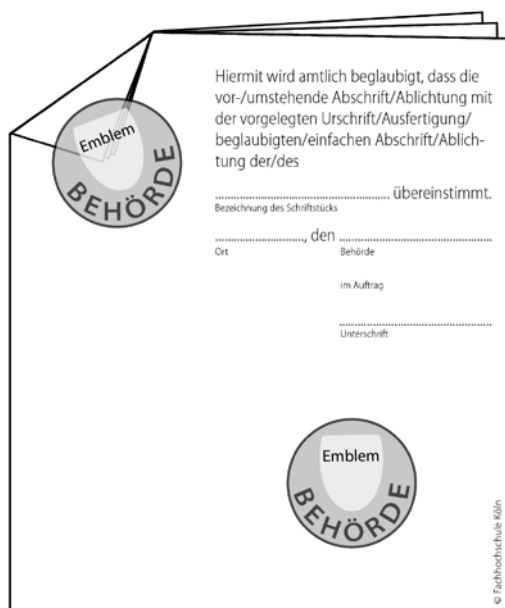 Hiermit wird amtlich beglaubigt, dass die
vor-/umstehende Abschrift/Ablichtung mit
der vorgelegten Urschrift/Ausfertigung/
beglaubigten/einfachen Abschrift/Ablich-
tung der/des
Emblem
BEHÖRDE
............................................................ übereinstimmt.
Bezeichnung des Schriftstücks
..............................., den ....................................................
Ort Behörde
im Auftrag
....................................................
Unterschrift
Emblem
BEHÖRDE
© Fachhochschule Köln